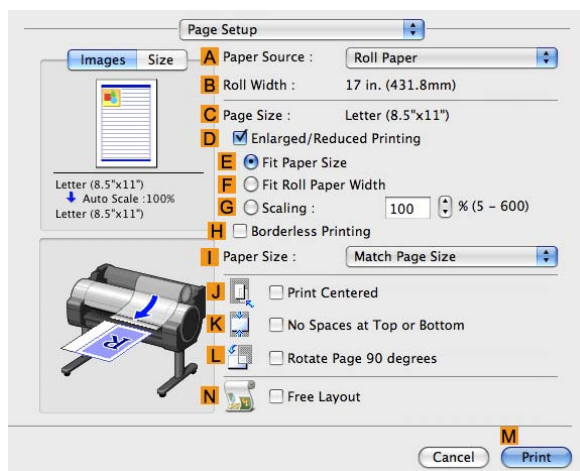 Page Setup
Images Size
A Paper Source : Roll Paper
B Roll Width : 17 in. (431.8mm)
C Page Size : Letter (8.5"x11")
D Enlarged/Reduced Printing
E Fit Paper Size
F Fit Roll Paper Width
G Scaling : 100 % (5 - 600)
Letter (8.5"x11")
Auto Scale :100%
Letter (8.5"x11")
H Borderless Printing
I Paper Size : Match Page Size
J Print Centered
K No Spaces at Top or Bottom
L Rotate Page 90 degrees
R
N Free Layout
M
Cancel Print